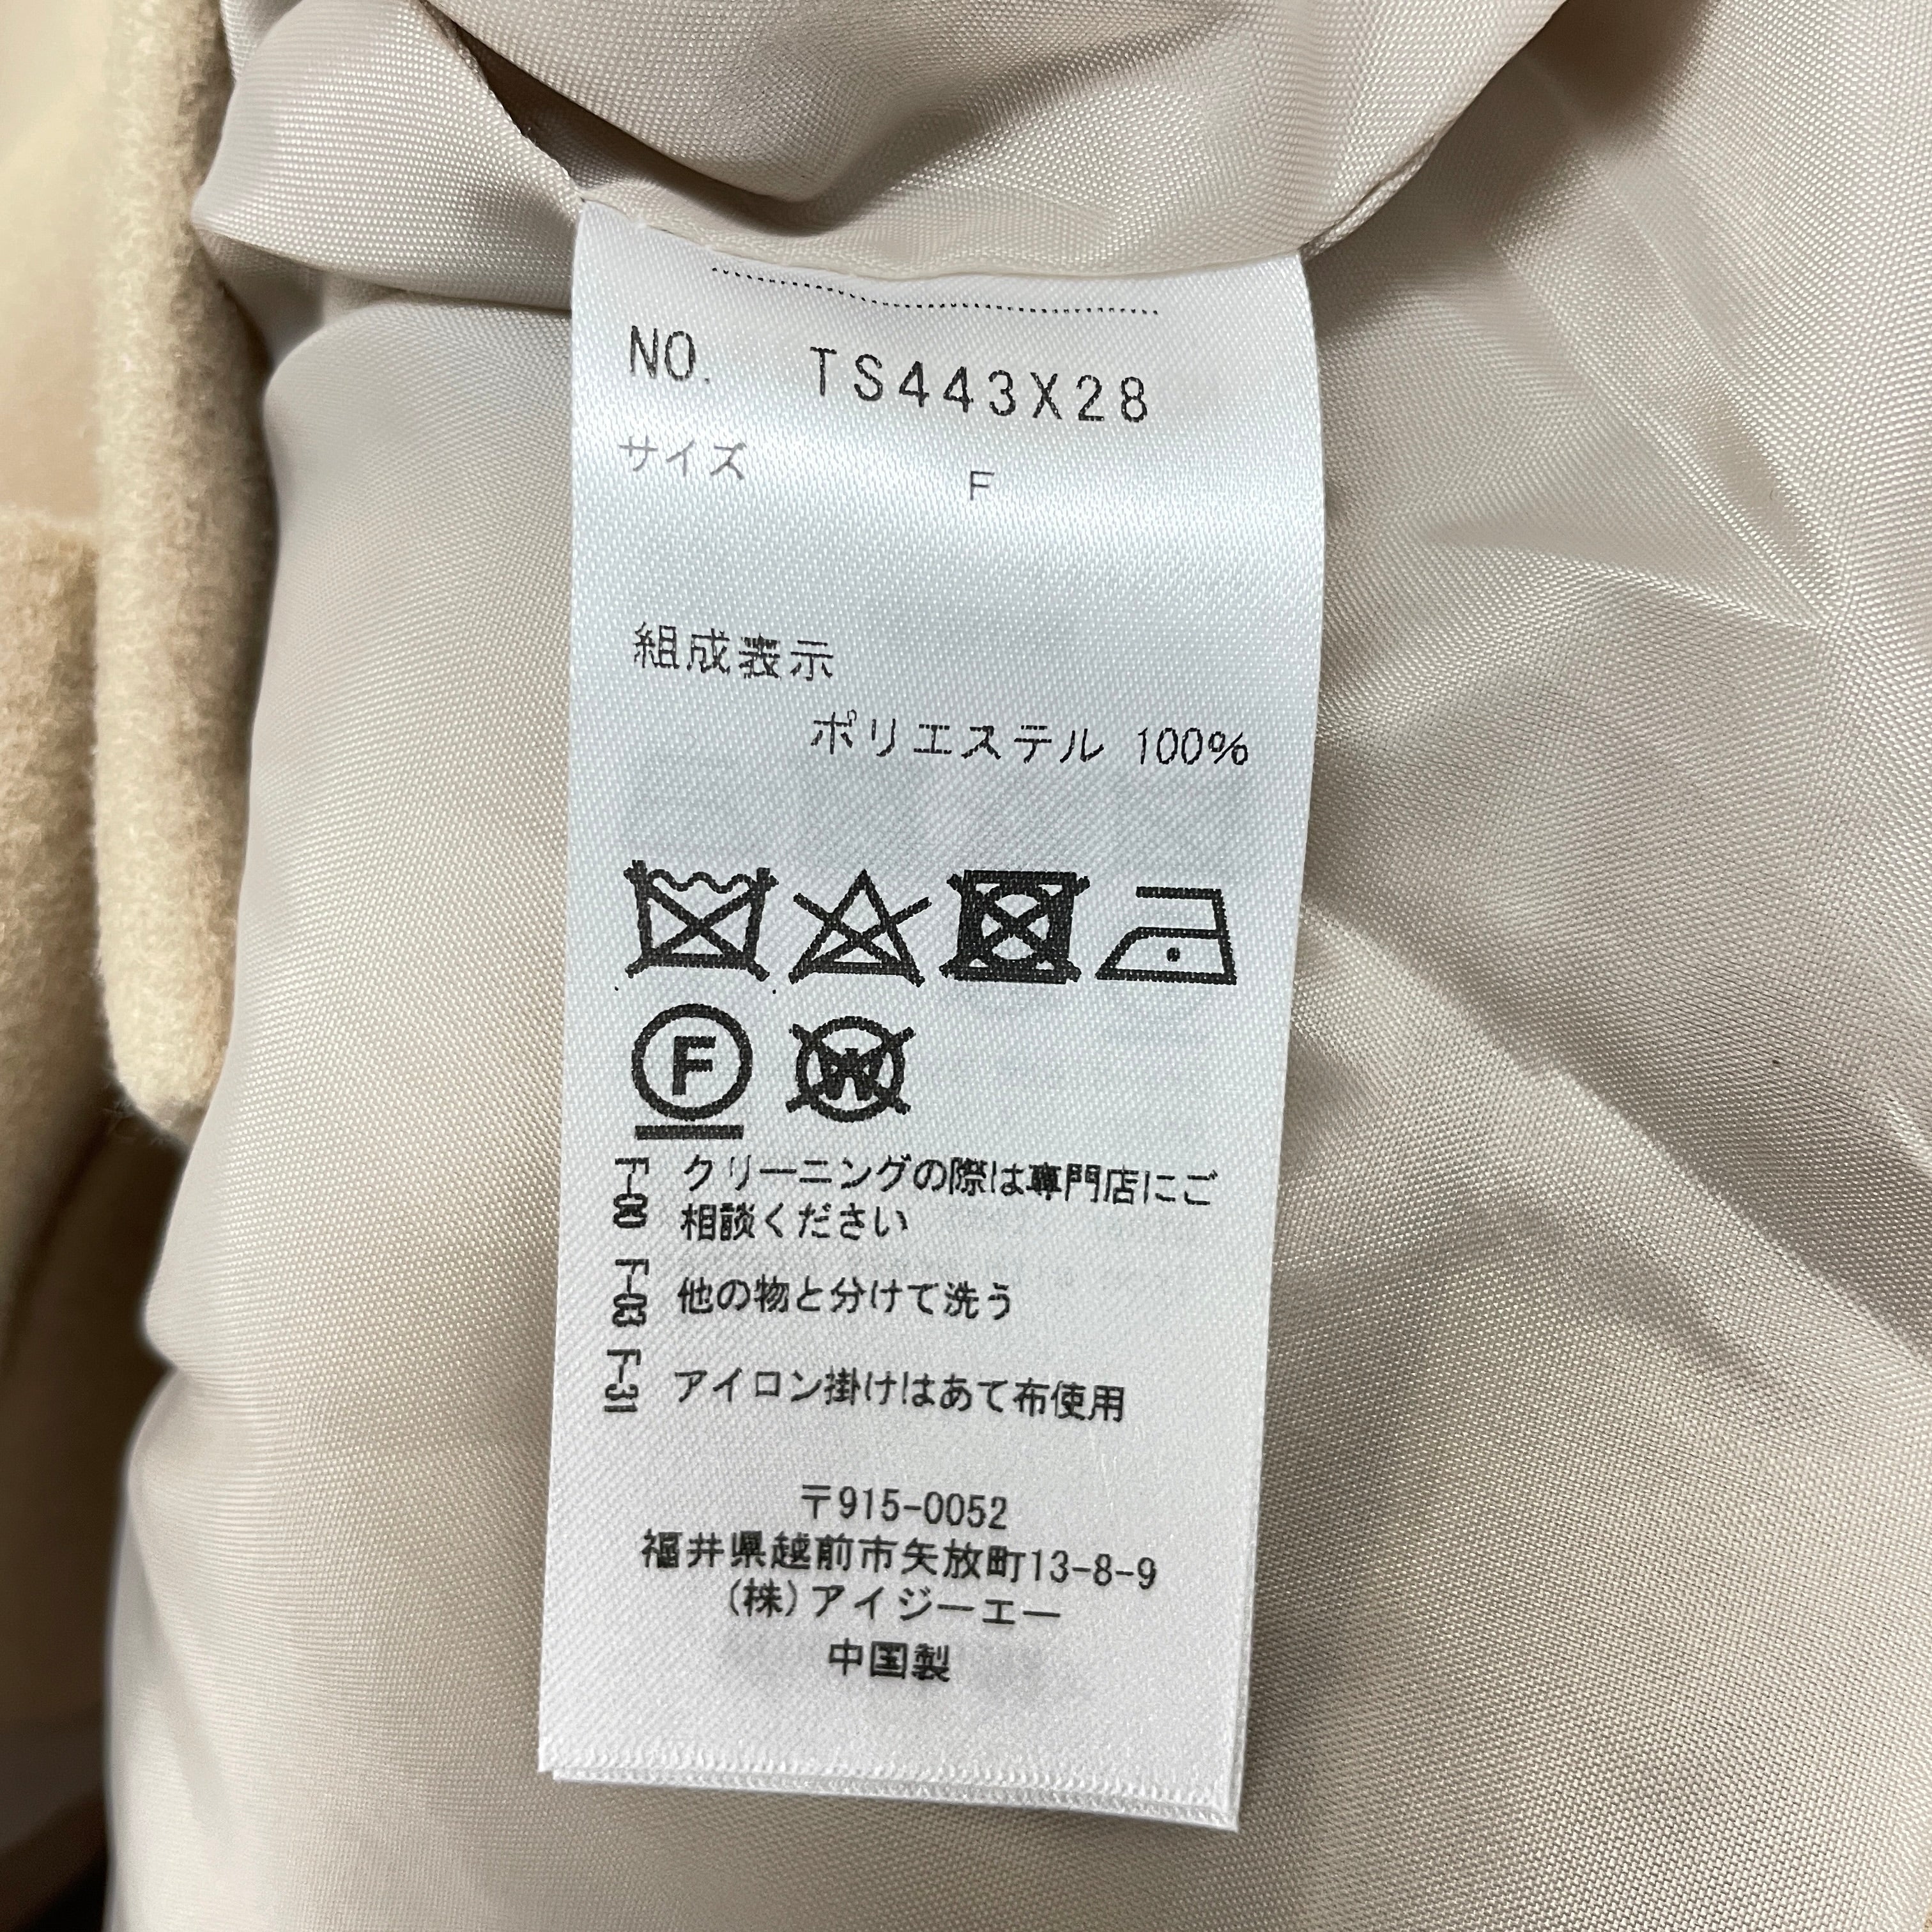 NO. TS443X28
サイズ F
組成表示
ポリエステル 100%
F
W
F-00 クリーニングの際は専門店にご
相談ください
F-03 他の物と分けて洗う
F-31 アイロン掛けはあて布使用
〒915-0052
福井県越前市矢放町13-8-9
(株)アイジーエー
中国製